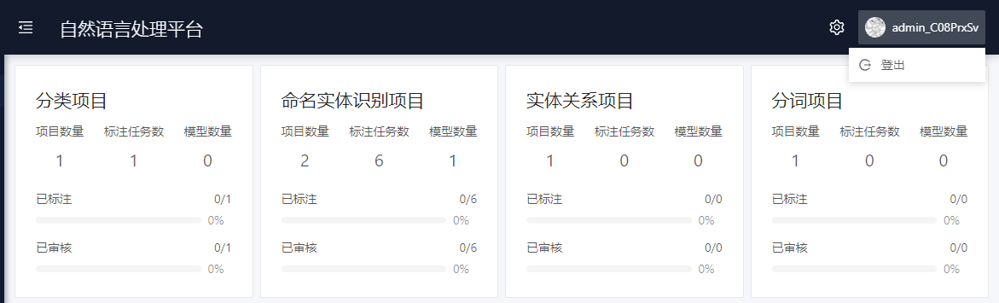 自然语言处理平台
admin_C08PrxSv
登出
分类项目
项目数量 标注任务数 模型数量
1 1 0
已标注 0/1
0%
已审核 0/1
0%
命名实体识别项目
项目数量 标注任务数 模型数量
2 6 1
已标注 0/6
0%
已审核 0/6
0%
实体关系项目
项目数量 标注任务数 模型数量
1 0 0
已标注 0/0
0%
已审核 0/0
0%
分词项目
项目数量 标注任务数 模型数量
1 0 0
已标注 0/0
0%
已审核 0/0
0%